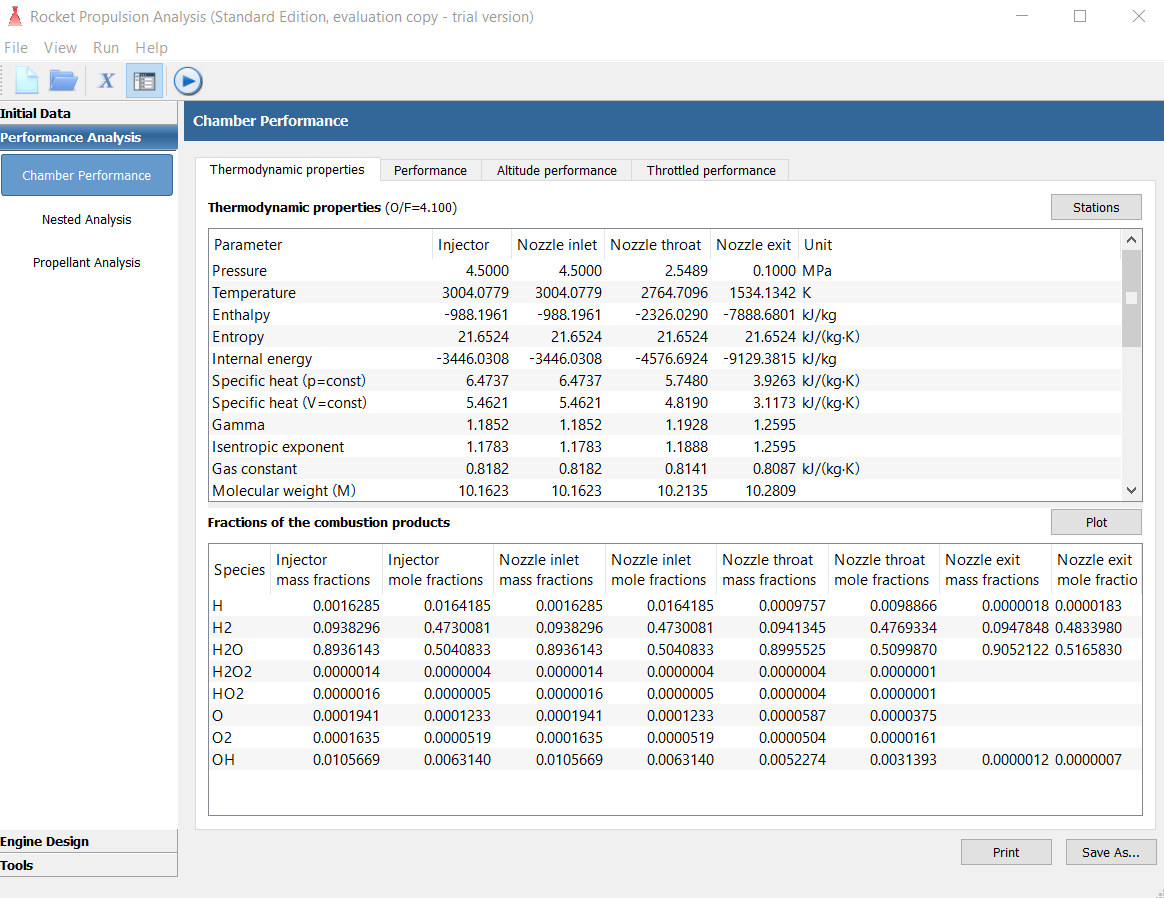 Rocket Propulsion Analysis (Standard Edition, evaluation copy - trial version)
File View Run Help
X
Initial Data
Performance Analysis
Chamber Performance
Nested Analysis
Propellant Analysis
Engine Design
Tools
Chamber Performance
Thermodynamic properties Performance Altitude performance Throttled performance
Thermodynamic properties (O/F=4.100) Stations
Parameter Injector Nozzle inlet Nozzle throat Nozzle exit Unit
Pressure 4.5000 4.5000 2.5489 0.1000 MPa
Temperature 3004.0779 3004.0779 2764.7096 1534.1342 K
Enthalpy -988.1961 -988.1961 -2326.0290 -7888.6801 kJ/kg
Entropy 21.6524 21.6524 21.6524 21.6524 kJ/(kg·K)
Internal energy -3446.0308 -3446.0308 -4576.6924 -9129.3815 kJ/kg
Specific heat (p=const) 6.4737 6.4737 5.7480 3.9263 kJ/(kg·K)
Specific heat (V=const) 5.4621 5.4621 4.8190 3.1173 kJ/(kg·K)
Gamma 1.1852 1.1852 1.1928 1.2595
Isentropic exponent 1.1783 1.1783 1.1888 1.2595
Gas constant 0.8182 0.8182 0.8141 0.8087 kJ/(kg·K)
Molecular weight (M) 10.1623 10.1623 10.2135 10.2809
Fractions of the combustion products Plot
Species Injector mass fractions Injector mole fractions Nozzle inlet mass fractions Nozzle inlet mole fractions Nozzle throat mass fractions Nozzle throat mole fractions Nozzle exit mass fractions Nozzle exit mole fractio
H 0.0016285 0.0164185 0.0016285 0.0164185 0.0009757 0.0098866 0.0000018 0.0000183
H2 0.0938296 0.4730081 0.0938296 0.4730081 0.0941345 0.4769334 0.0947848 0.4833980
H2O 0.8936143 0.5040833 0.8936143 0.5040833 0.8995525 0.5099870 0.9052122 0.5165830
H2O2 0.0000014 0.0000004 0.0000014 0.0000004 0.0000004 0.0000001
HO2 0.0000016 0.0000005 0.0000016 0.0000005 0.0000004 0.0000001
O 0.0001941 0.0001233 0.0001941 0.0001233 0.0000587 0.0000375
O2 0.0001635 0.0000519 0.0001635 0.0000519 0.0000504 0.0000161
OH 0.0105669 0.0063140 0.0105669 0.0063140 0.0052274 0.0031393 0.0000012 0.0000007
Print Save As...